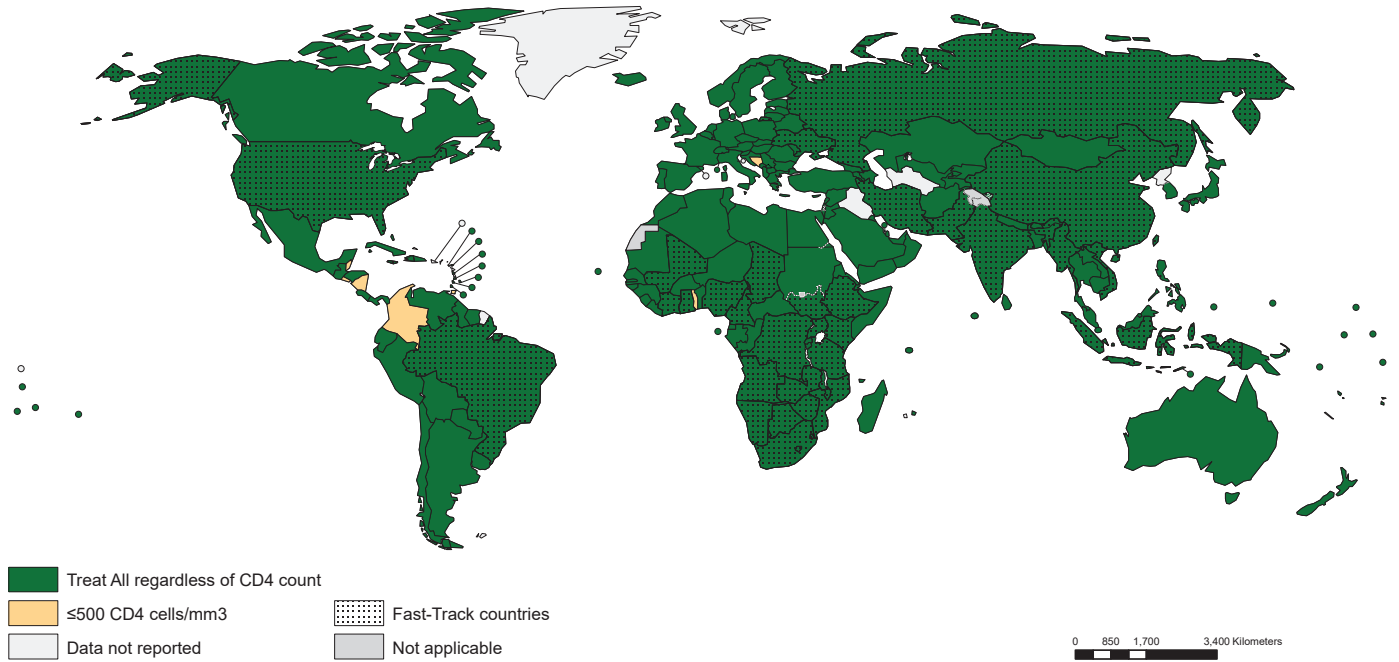 Treat All regardless of CD4 count
≤500 CD4 cells/mm3
Fast-Track countries
Data not reported
Not applicable
0 850 1,700 3,400 Kilometers